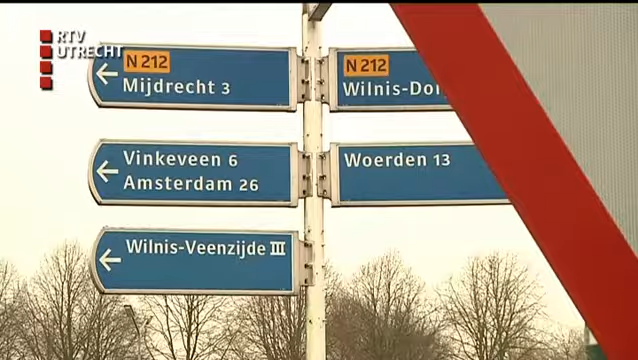 RTV
UTRECHT
N 212
Mijdrecht 3
N 212
Vinkeveen 6
Amsterdam 26
Woerden 13
Wilnis-Veenzijde III